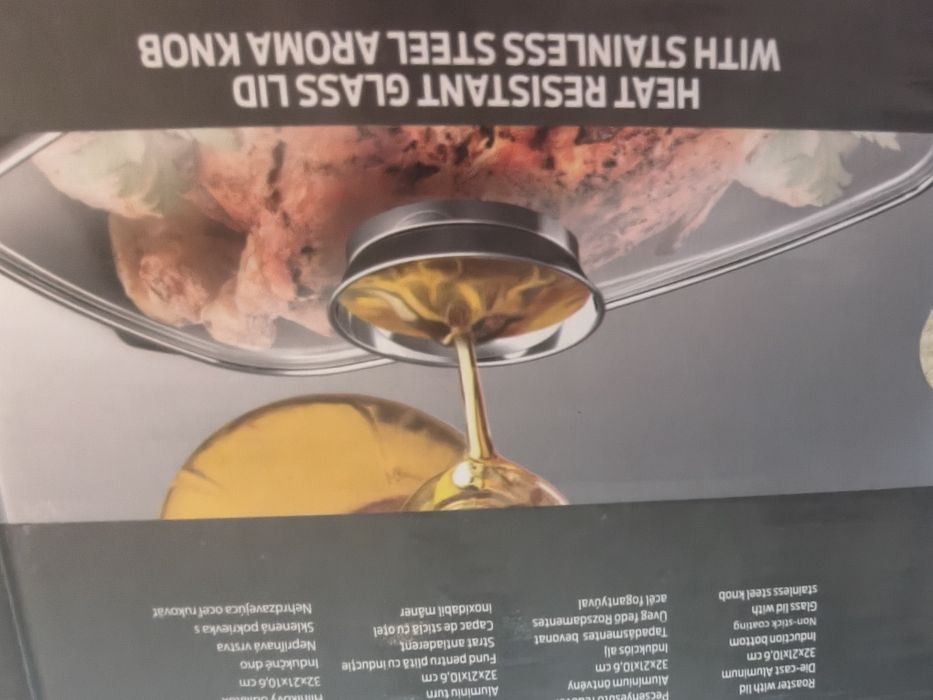 HEAT RESISTANT GLASS LID
WITH STAINLESS STEEL AROMA KNOB
Roaster with lid
Die-cast Aluminum
32x21x10,6 cm
Induction bottom
Non-stick coating
Glass lid with
stainless steel knob
Alumínium öntvény
32x21x10,6 cm
Indukciós alj
Tapadásmentes bevonat
Üveg fedő Rozsdamentes
acél fogantyúval
Aluminiu turn
32x21x10,6 cm
Fund pentru plită cu inducție
Strat antiaderent
Capac de sticlă cu oțel
inoxidabil mâner
32x21x10,6 cm
Indukčné dno
Nepriľnavá vrstva
Sklenená pokrievka s
Nehrdzavejúca oceľ rukoväť